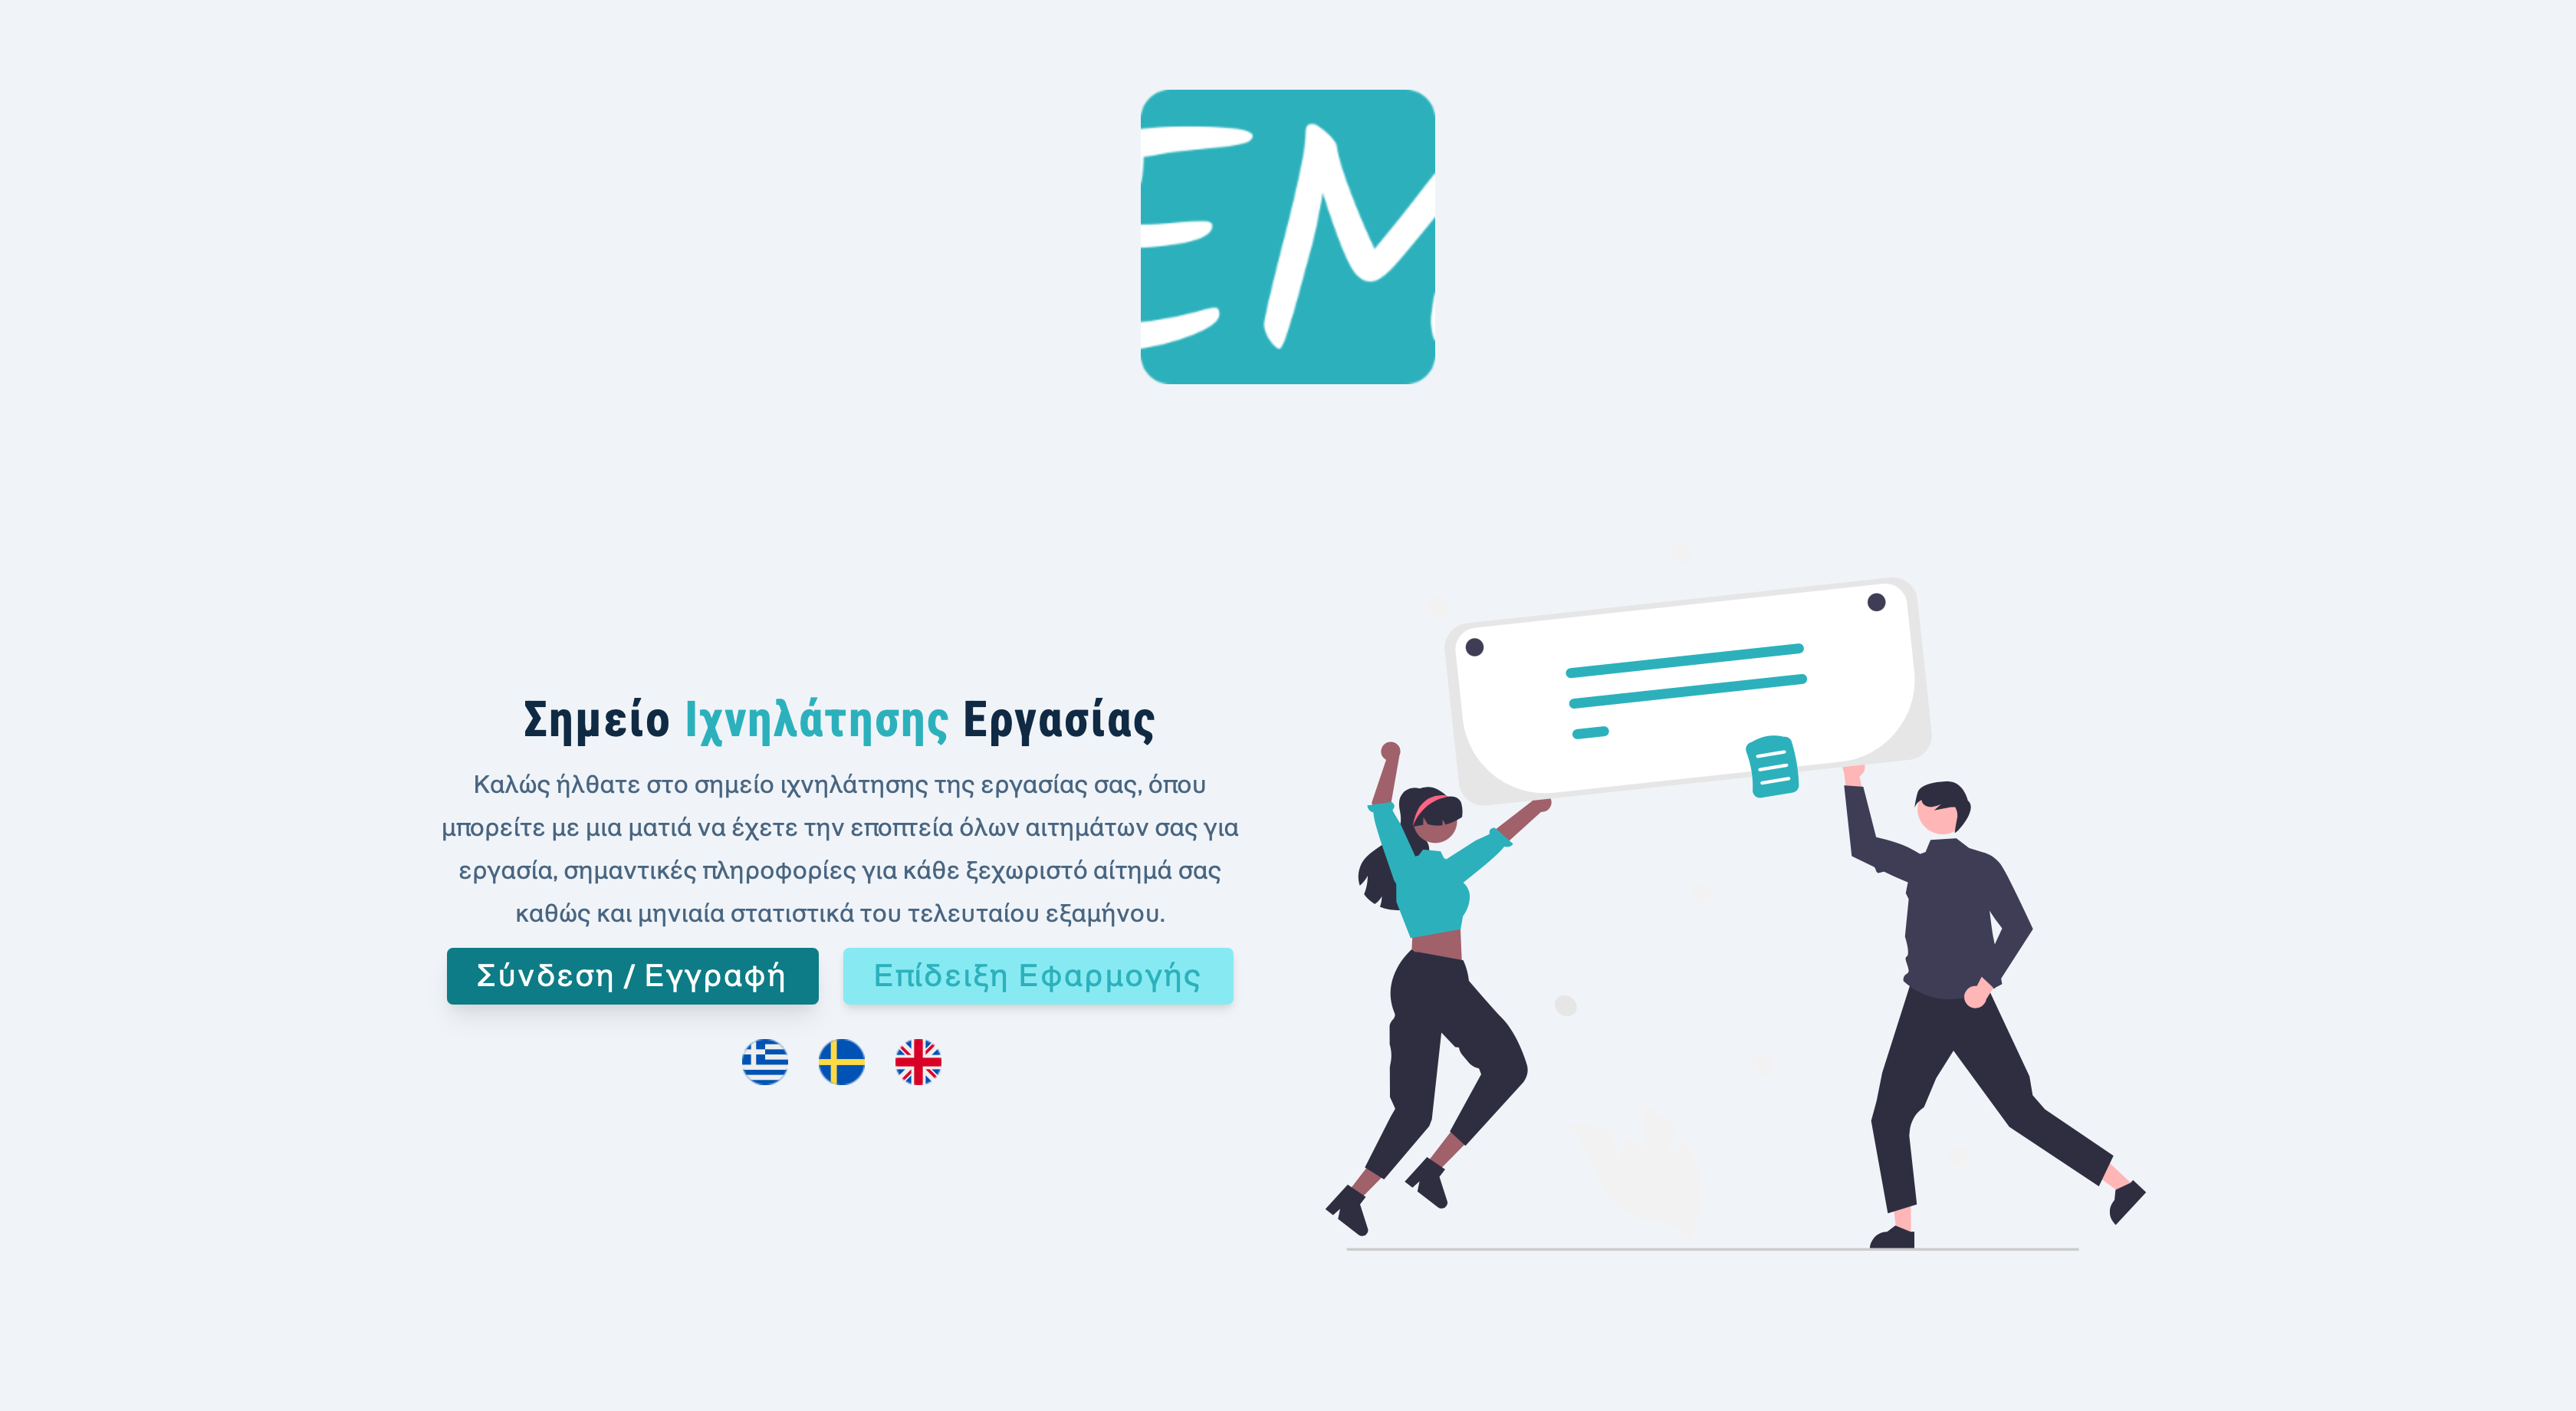 EM
Σημείο Ιχνηλάτησης Εργασίας
Καλώς ήλθατε στο σημείο ιχνηλάτησης της εργασίας σας, όπου
μπορείτε με μια ματιά να έχετε την εποπτεία όλων αιτημάτων σας για
εργασία, σημαντικές πληροφορίες για κάθε ξεχωριστό αίτημά σας
καθώς και μηνιαία στατιστικά του τελευταίου εξαμήνου.
Σύνδεση / Εγγραφή Επίδειξη Εφαρμογής